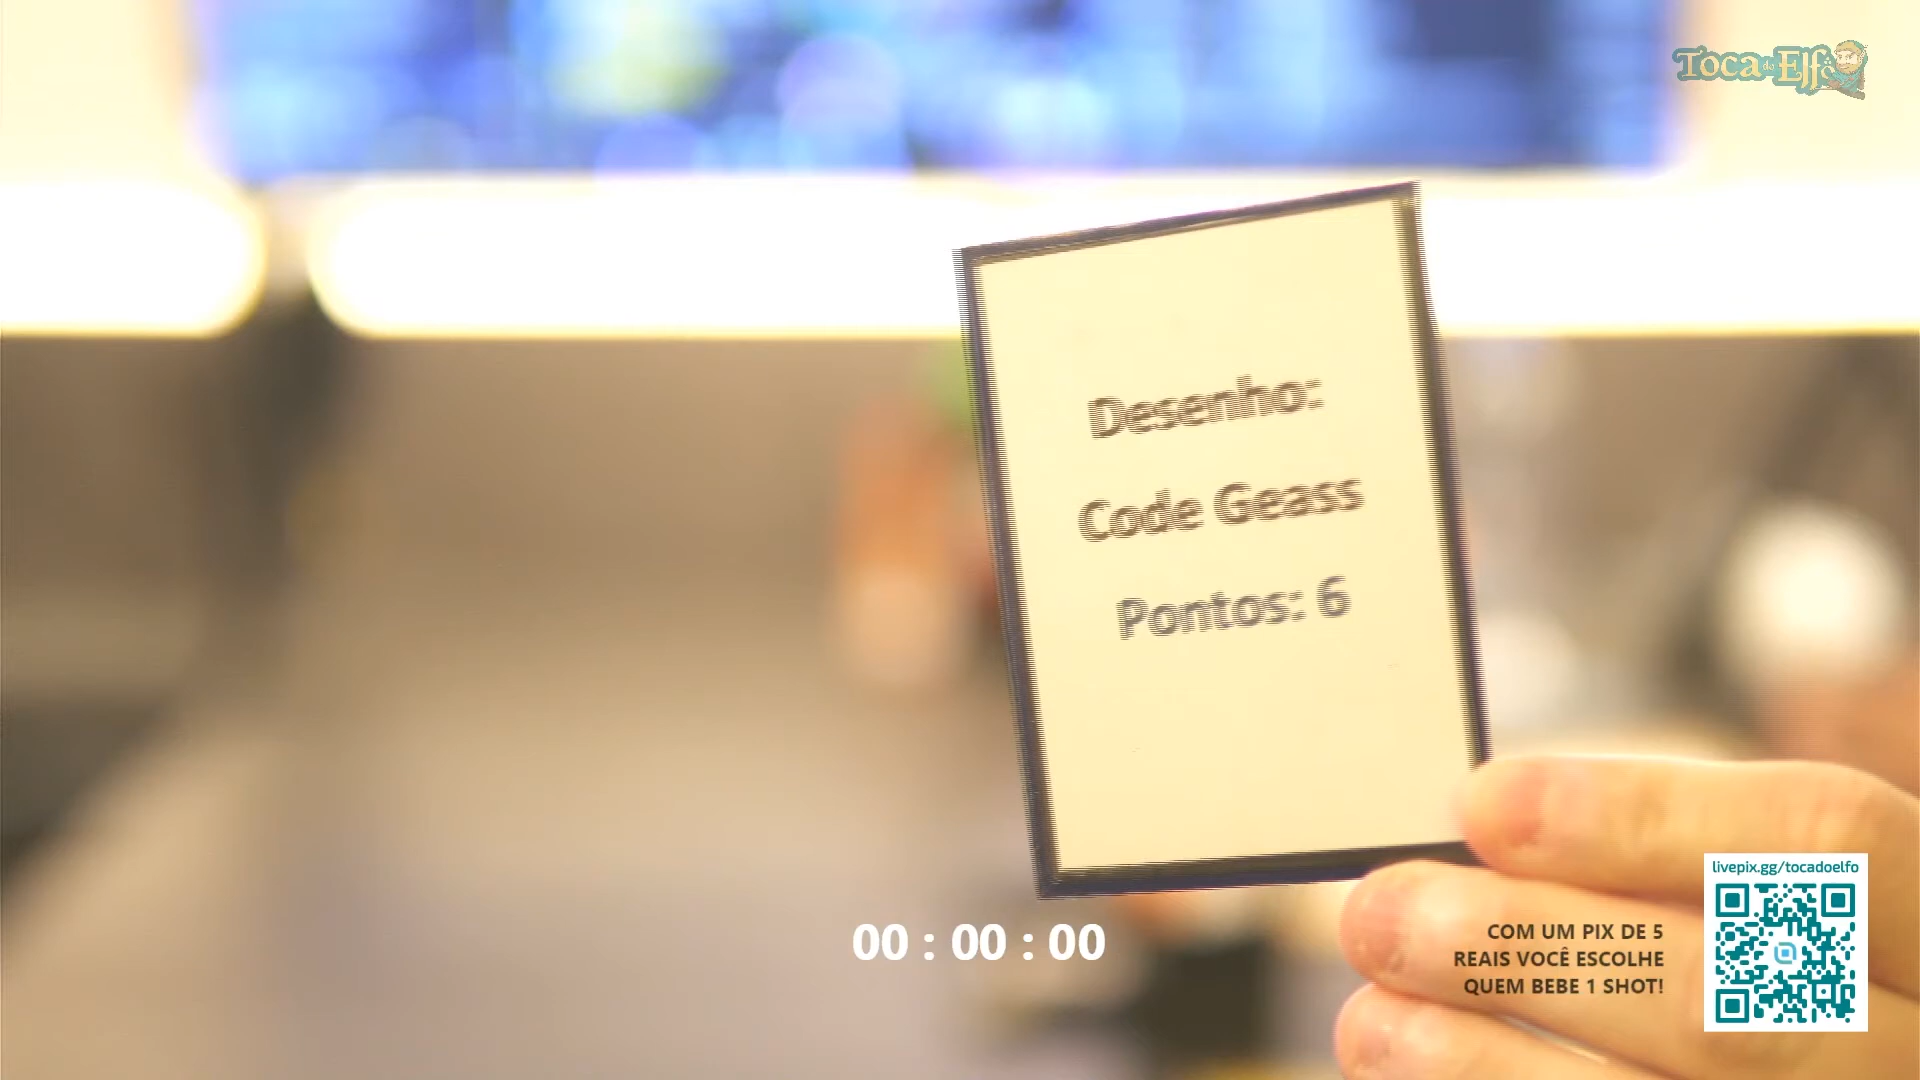 Toca do Elfo
Desenho:
Code Geass
Pontos: 6
00 : 00 : 00
COM UM PIX DE 5
REAIS VOCÊ ESCOLHE
QUEM BEBE 1 SHOT!
livepix.gg/tocadoelfo